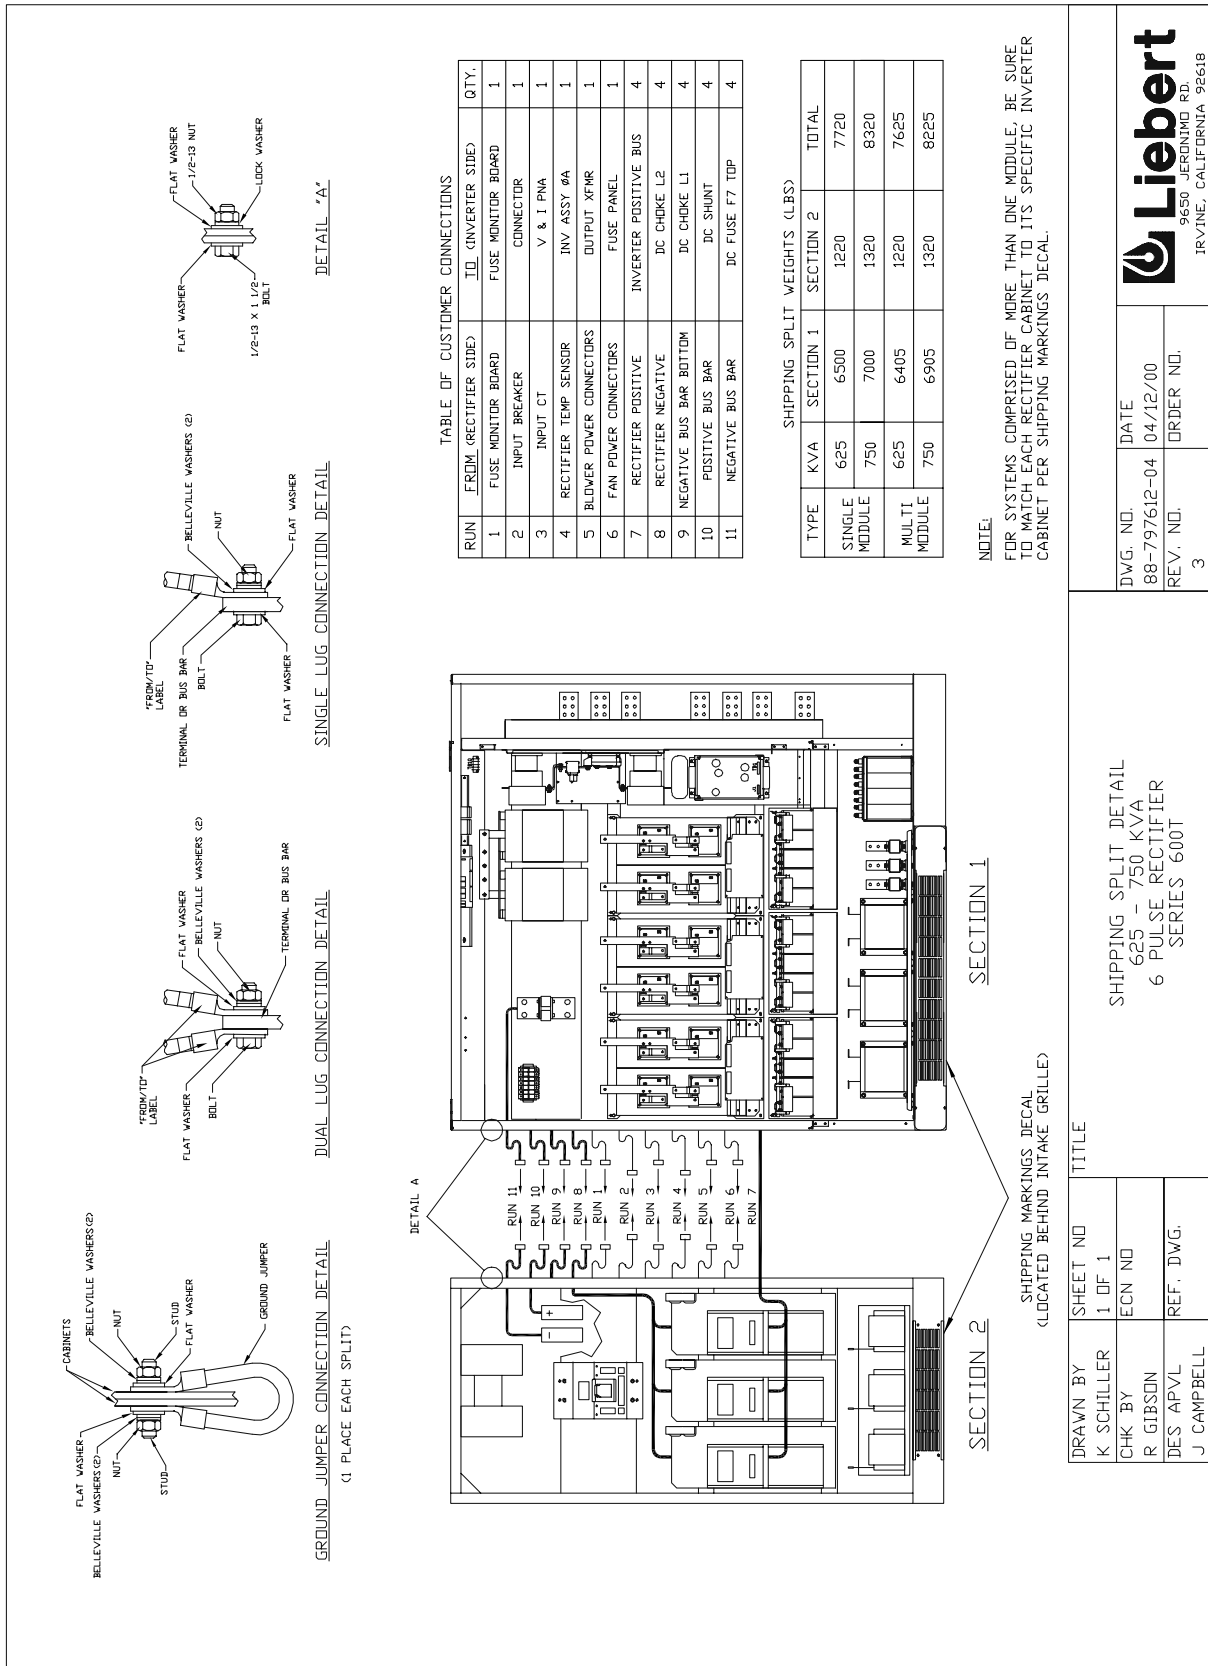 FLAT WASHER
BELLEVILLE WASHERS(2)
NUT
STUD
CABINETS
BELLEVILLE WASHERS(2)
NUT
STUD
FLAT WASHER
GROUND JUMPER
GROUND JUMPER CONNECTION DETAIL
(1 PLACE EACH SPLIT)
"FROM/TO"
LABEL
FLAT WASHER
BOLT
FLAT WASHER
BELLEVILLE WASHERS (2)
NUT
TERMINAL OR BUS BAR
DUAL LUG CONNECTION DETAIL
"FROM/TO"
LABEL
TERMINAL OR BUS BAR
BOLT
FLAT WASHER
BELLEVILLE WASHERS (2)
NUT
FLAT WASHER
SINGLE LUG CONNECTION DETAIL
FLAT WASHER
1/2-13 X 1 1/2
BOLT
FLAT WASHER
1/2-13 NUT
LOCK WASHER
DETAIL "A"
DETAIL A
RUN 11
RUN 10
RUN 9
RUN 8
RUN 1
RUN 2
RUN 3
RUN 4
RUN 5
RUN 6
RUN 7
+
-
SECTION 2
SECTION 1
SHIPPING MARKINGS DECAL
(LOCATED BEHIND INTAKE GRILLE)
TABLE OF CUSTOMER CONNECTIONS
RUN FROM (RECTIFIER SIDE) TO (INVERTER SIDE) QTY.
1 FUSE MONITOR BOARD FUSE MONITOR BOARD 1
2 INPUT BREAKER CONNECTOR 1
3 INPUT CT V & I PNA 1
4 RECTIFIER TEMP SENSOR INV ASSY ØA 1
5 BLOWER POWER CONNECTORS OUTPUT XFMR 1
6 FAN POWER CONNECTORS FUSE PANEL 1
7 RECTIFIER POSITIVE INVERTER POSITIVE BUS 4
8 RECTIFIER NEGATIVE DC CHOKE L2 4
9 NEGATIVE BUS BAR BOTTOM DC CHOKE L1 4
10 POSITIVE BUS BAR DC SHUNT 4
11 NEGATIVE BUS BAR DC FUSE F7 TOP 4
SHIPPING SPLIT WEIGHTS (LBS)
TYPE KVA SECTION 1 SECTION 2 TOTAL
SINGLE MODULE 625 6500 1220 7720
750 7000 1320 8320
MULTI MODULE 625 6405 1220 7625
750 6905 1320 8225
NOTE:
FOR SYSTEMS COMPRISED OF MORE THAN ONE MODULE, BE SURE
TO MATCH EACH RECTIFIER CABINET TO ITS SPECIFIC INVERTER
CABINET PER SHIPPING MARKINGS DECAL.
DRAWN BY
K SCHILLER
CHK BY
R GIBSON
DES APVL
J CAMPBELL
SHEET NO
1 OF 1
ECN NO
REF. DWG.
TITLE
SHIPPING SPLIT DETAIL
625 - 750 KVA
6 PULSE RECTIFIER
SERIES 600T
DWG. NO.
88-797612-04
REV. NO.
3
DATE
04/12/00
ORDER NO.
Liebert
9650 JERONIMO RD.
IRVINE, CALIFORNIA 92618